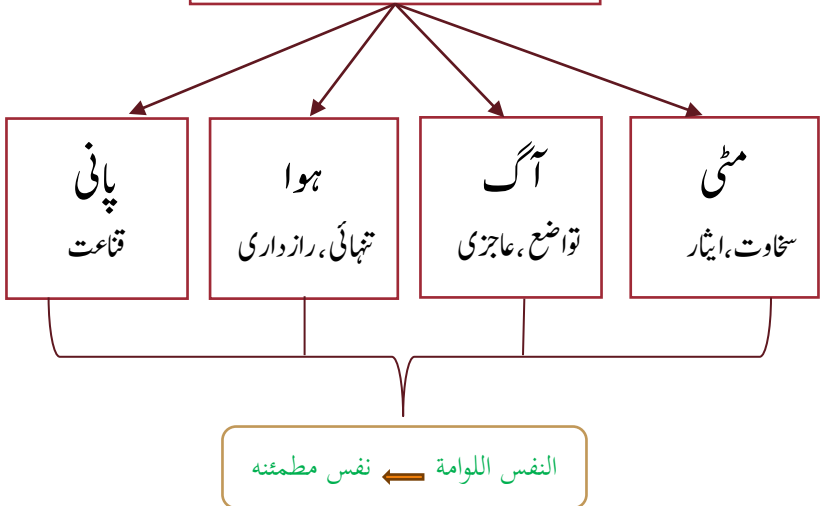 مٹی
سخاوت،ایثار
آگ
تواضع،عاجزی
ہوا
تنہائی،رازداری
پانی
قناعت
النفس اللوامة
نفس مطمئنه